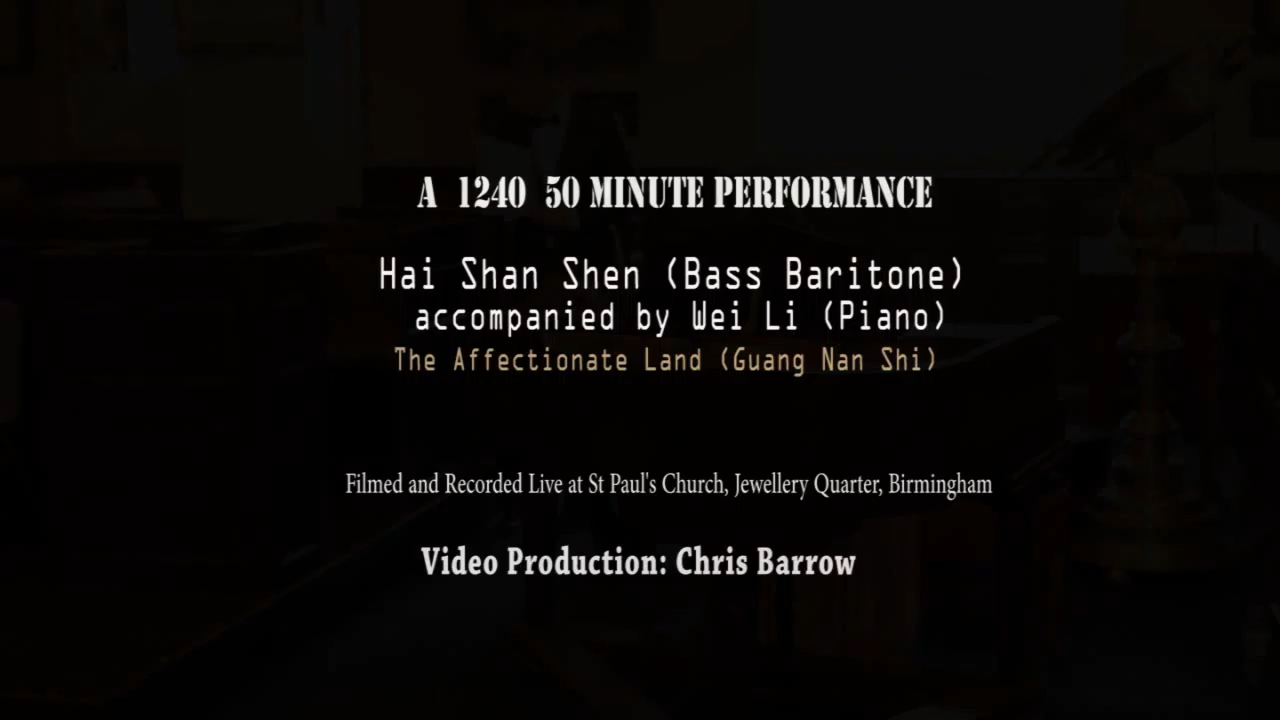 A 1240 50 MINUTE PERFORMANCE
Hai Shan Shen (Bass Baritone)
accompanied by Wei Li (Piano)
The Affectionate Land (Guang Nan Shi)
Filmed and Recorded Live at St Paul's Church, Jewellery Quarter, Birmingham
Video Production: Chris Barrow